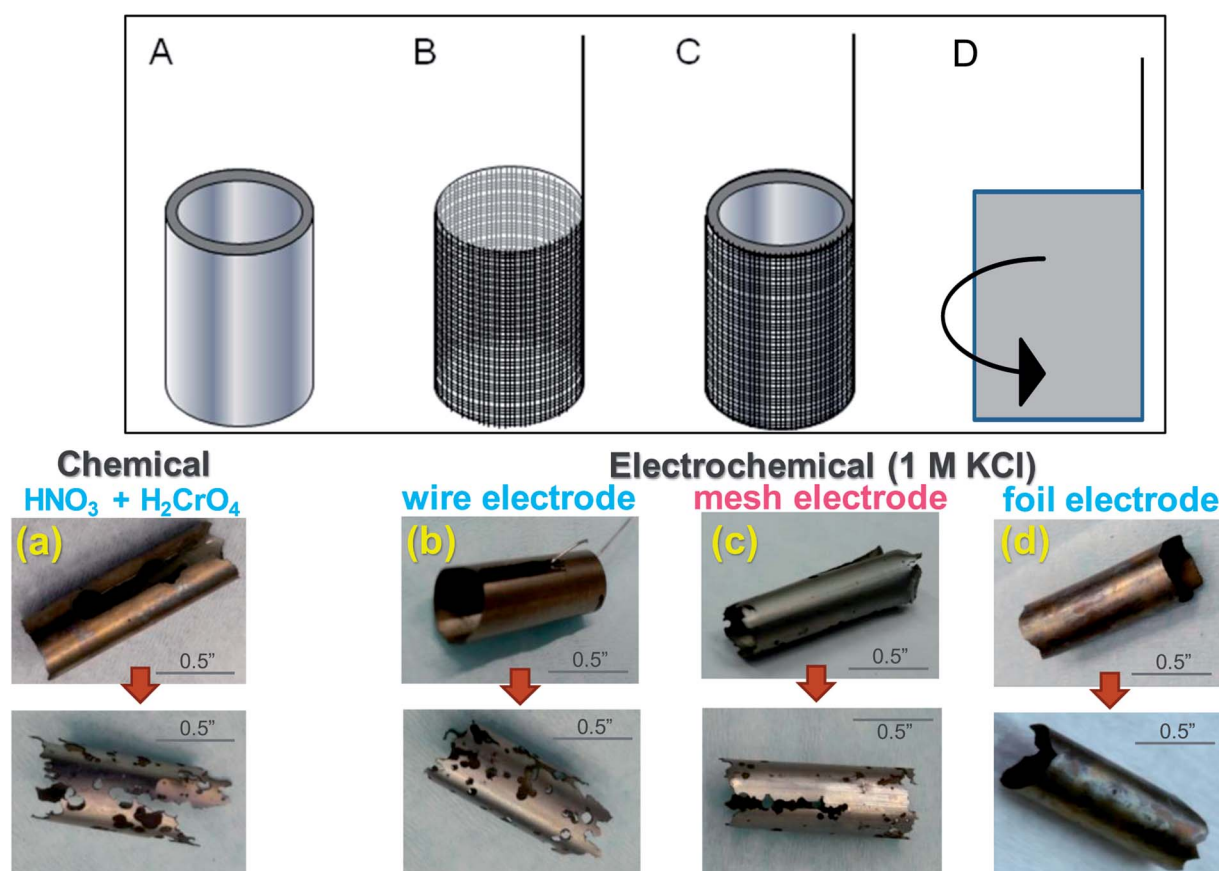 A B C D
Chemical
HNO₃ + H₂CrO₄
Electrochemical (1 M KCl)
wire electrode mesh electrode foil electrode
(a) (b) (c) (d)
0.5” 0.5” 0.5” 0.5”
0.5” 0.5” 0.5” 0.5”